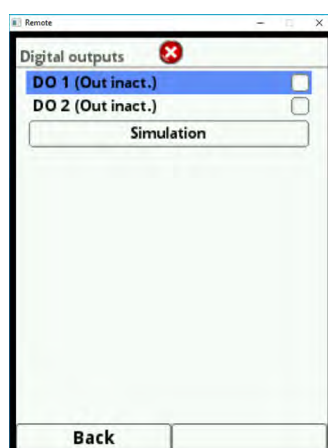 Remote
Digital outputs
DO 1 (Out inact.)
DO 2 (Out inact.)
Simulation
Back